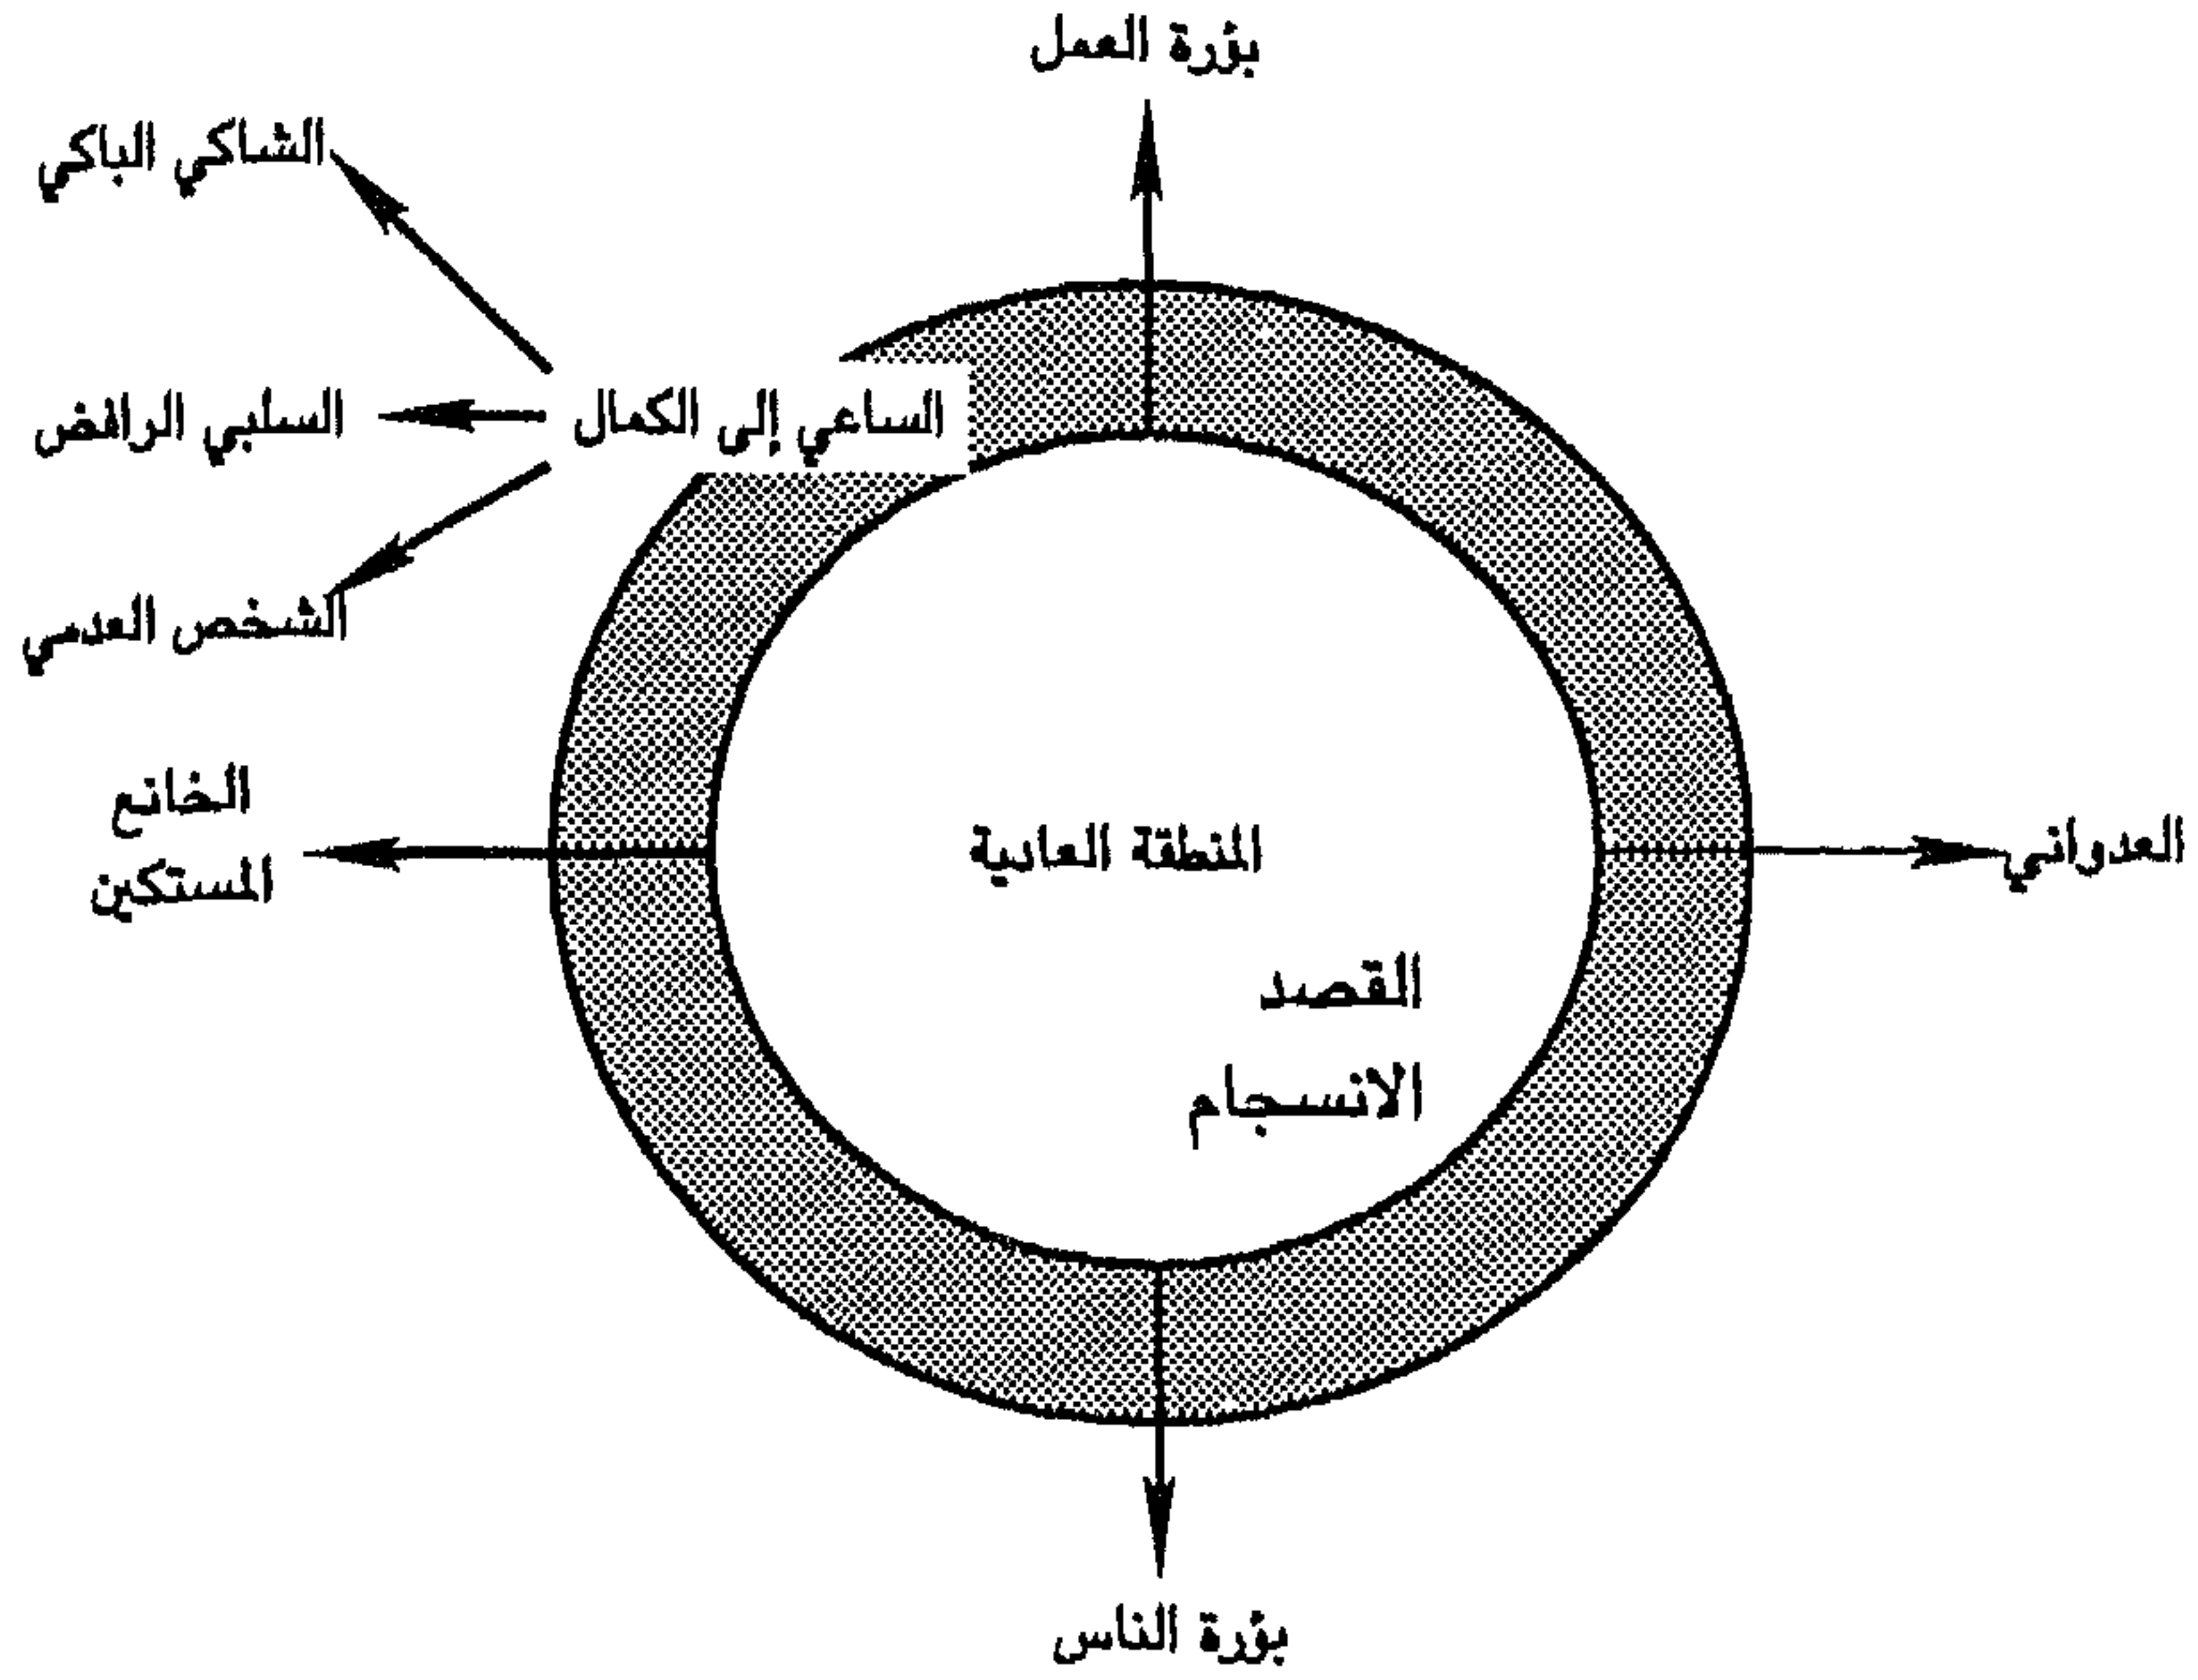 بؤرة العمل
الشاكي الباكي
الساعي إلى الكمال
السلبي الرافض
الشخص العدمي
العدواني
المنطقة العادية
الخانع
المستكين
القصد
الانسجام
بؤرة الناس